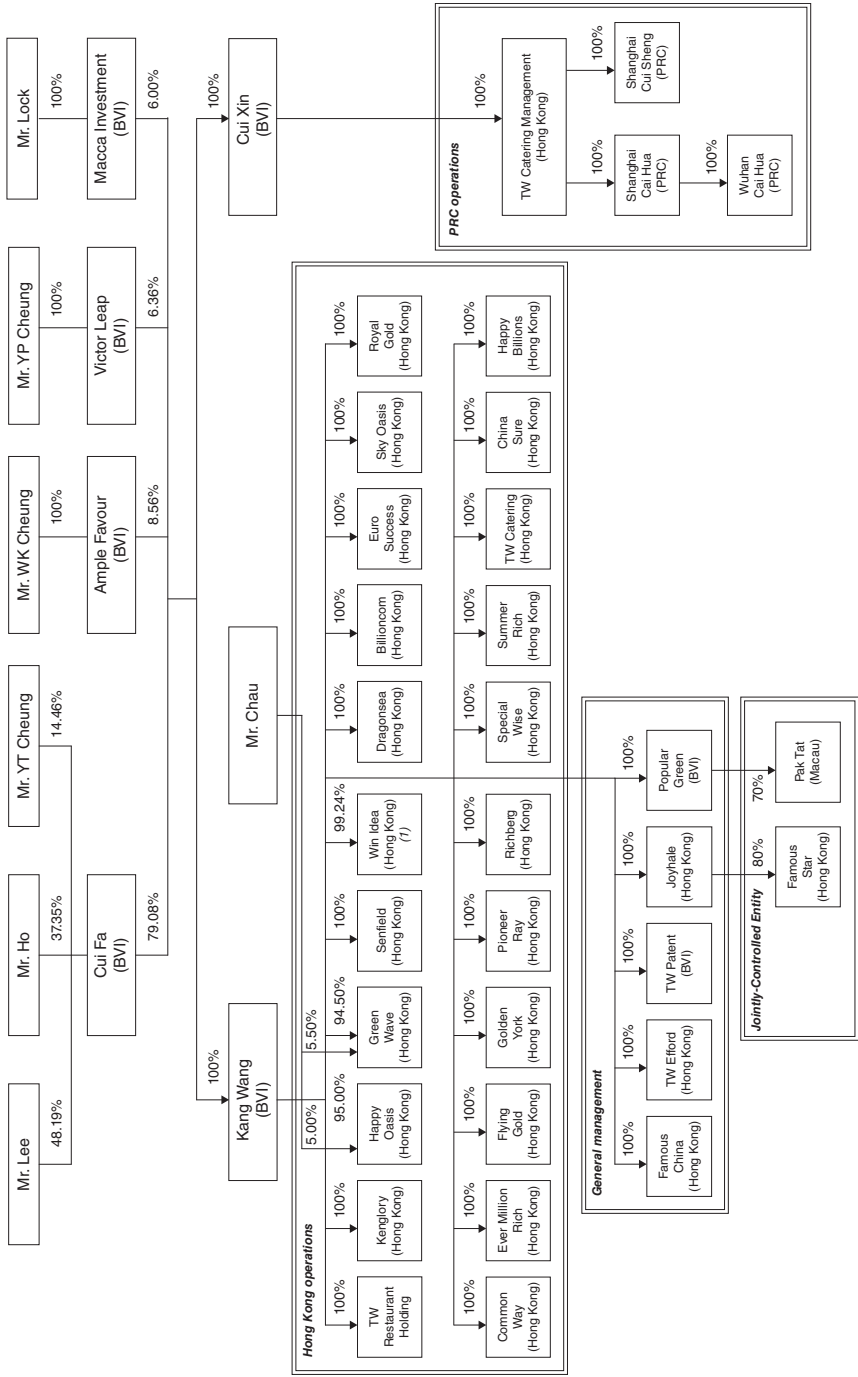 Mr. Lee
Mr. Ho
Mr. YT Cheung
Mr. WK Cheung
Mr. YP Cheung
Mr. Lock
48.19%
37.35%
14.46%
100%
100%
100%
Cui Fa
(BVI)
Ample Favour
(BVI)
Victor Leap
(BVI)
Macca Investment
(BVI)
79.08%
8.56%
6.36%
6.00%
100%
100%
Kang Wang
(BVI)
Mr. Chau
Cui Xin
(BVI)
Hong Kong operations
5.00%
5.50%
100%
100%
95.00%
94.50%
100%
99.24%
100%
100%
100%
100%
100%
TW
Restaurant
Holding
Kenglory
(Hong Kong)
Happy
Oasis
(Hong Kong)
Green
Wave
(Hong Kong)
Senfield
(Hong Kong)
Win Idea
(Hong Kong)
(1)
Dragonsea
(Hong Kong)
Billioncom
(Hong Kong)
Euro
Success
(Hong Kong)
Sky Oasis
(Hong Kong)
Royal
Gold
(Hong Kong)
100%
100%
100%
100%
100%
100%
100%
100%
100%
100%
100%
Common
Way
(Hong Kong)
Ever Million
Rich
(Hong Kong)
Flying
Gold
(Hong Kong)
Golden
York
(Hong Kong)
Pioneer
Ray
(Hong Kong)
Richberg
(Hong Kong)
Special
Wise
(Hong Kong)
Summer
Rich
(Hong Kong)
TW Catering
(Hong Kong)
China
Sure
(Hong Kong)
Happy
Billions
(Hong Kong)
General management
100%
100%
100%
100%
100%
Famous
China
(Hong Kong)
TW Efford
(Hong Kong)
TW Patent
(BVI)
Joyhale
(Hong Kong)
Popular
Green
(BVI)
Jointly-Controlled Entity
80%
70%
Famous
Star
(Hong Kong)
Pak Tat
(Macau)
PRC operations
100%
TW Catering Management
(Hong Kong)
100%
100%
Shanghai
Cai Hua
(PRC)
Shanghai
Cui Sheng
(PRC)
100%
Wuhan
Cai Hua
(PRC)